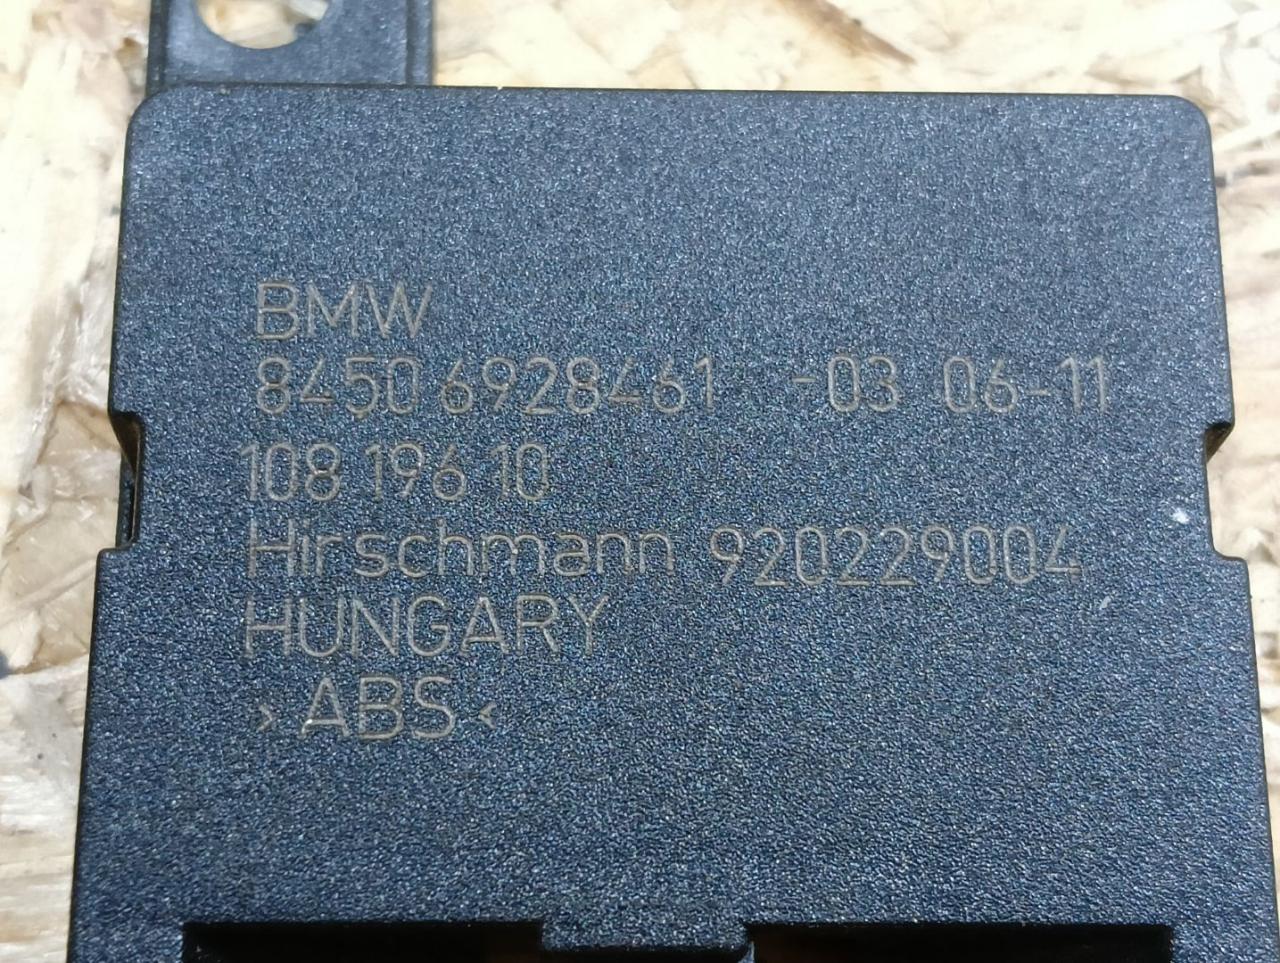 BMW
8450 6928461 -03 06-11
108 196 10
Hirschmann 920229004
HUNGARY
>ABS<